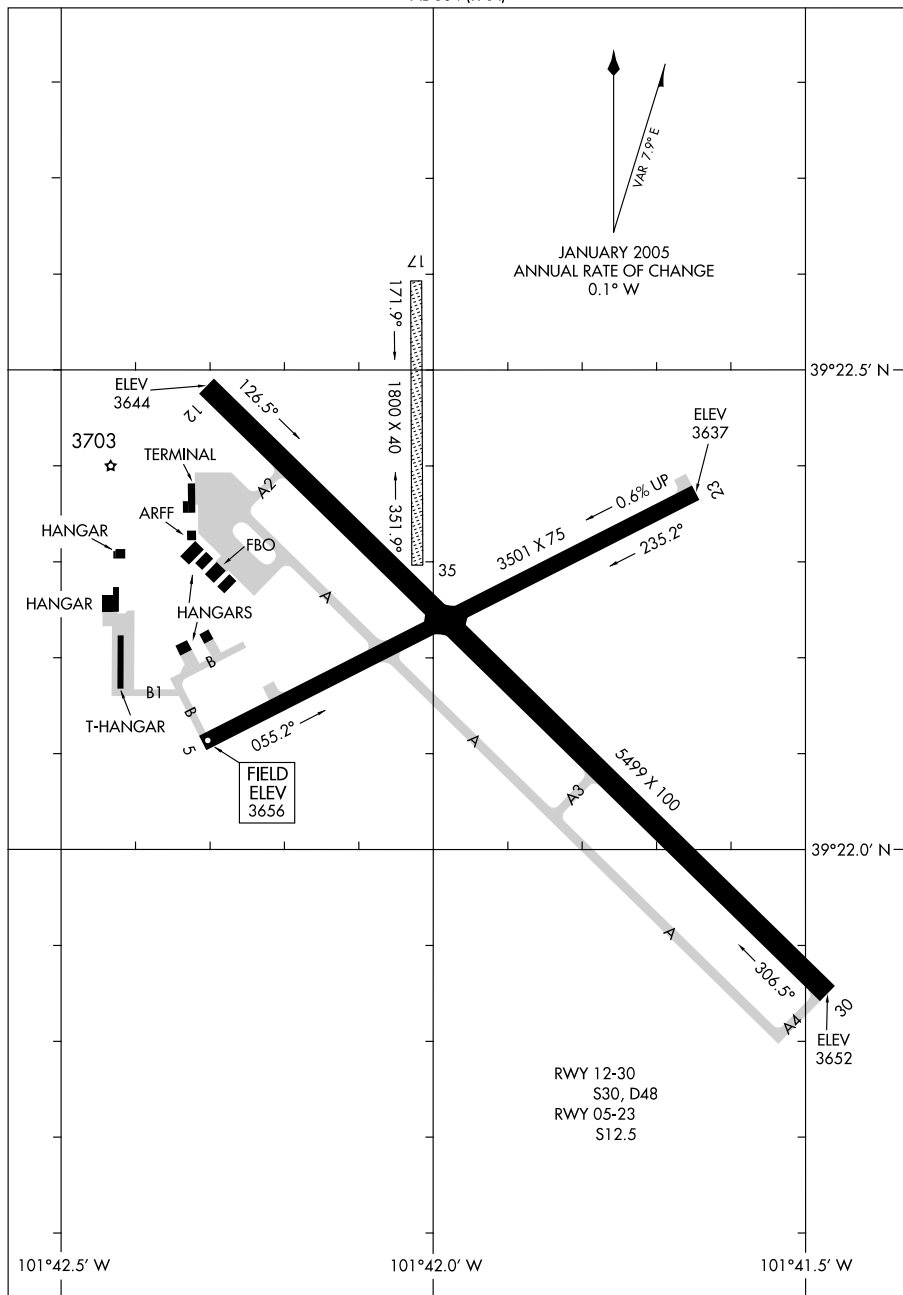 VAR 7.9° E
JANUARY 2005
ANNUAL RATE OF CHANGE
0.1° W
17
171.9°
1800 X 40
351.9°
35
39°22.5' N
ELEV
3644
12
126.5°
ELEV
3637
23
0.6% UP
3501 X 75
235.2°
3703
TERMINAL
A2
ARFF
FBO
HANGAR
A
HANGAR
HANGARS
B
B1
B
T-HANGAR
5
055.2°
FIELD
ELEV
3656
A
5499 X 100
A3
39°22.0' N
A
306.5°
A4
30
ELEV
3652
RWY 12-30
S30, D48
RWY 05-23
S12.5
101°42.5' W
101°42.0' W
101°41.5' W